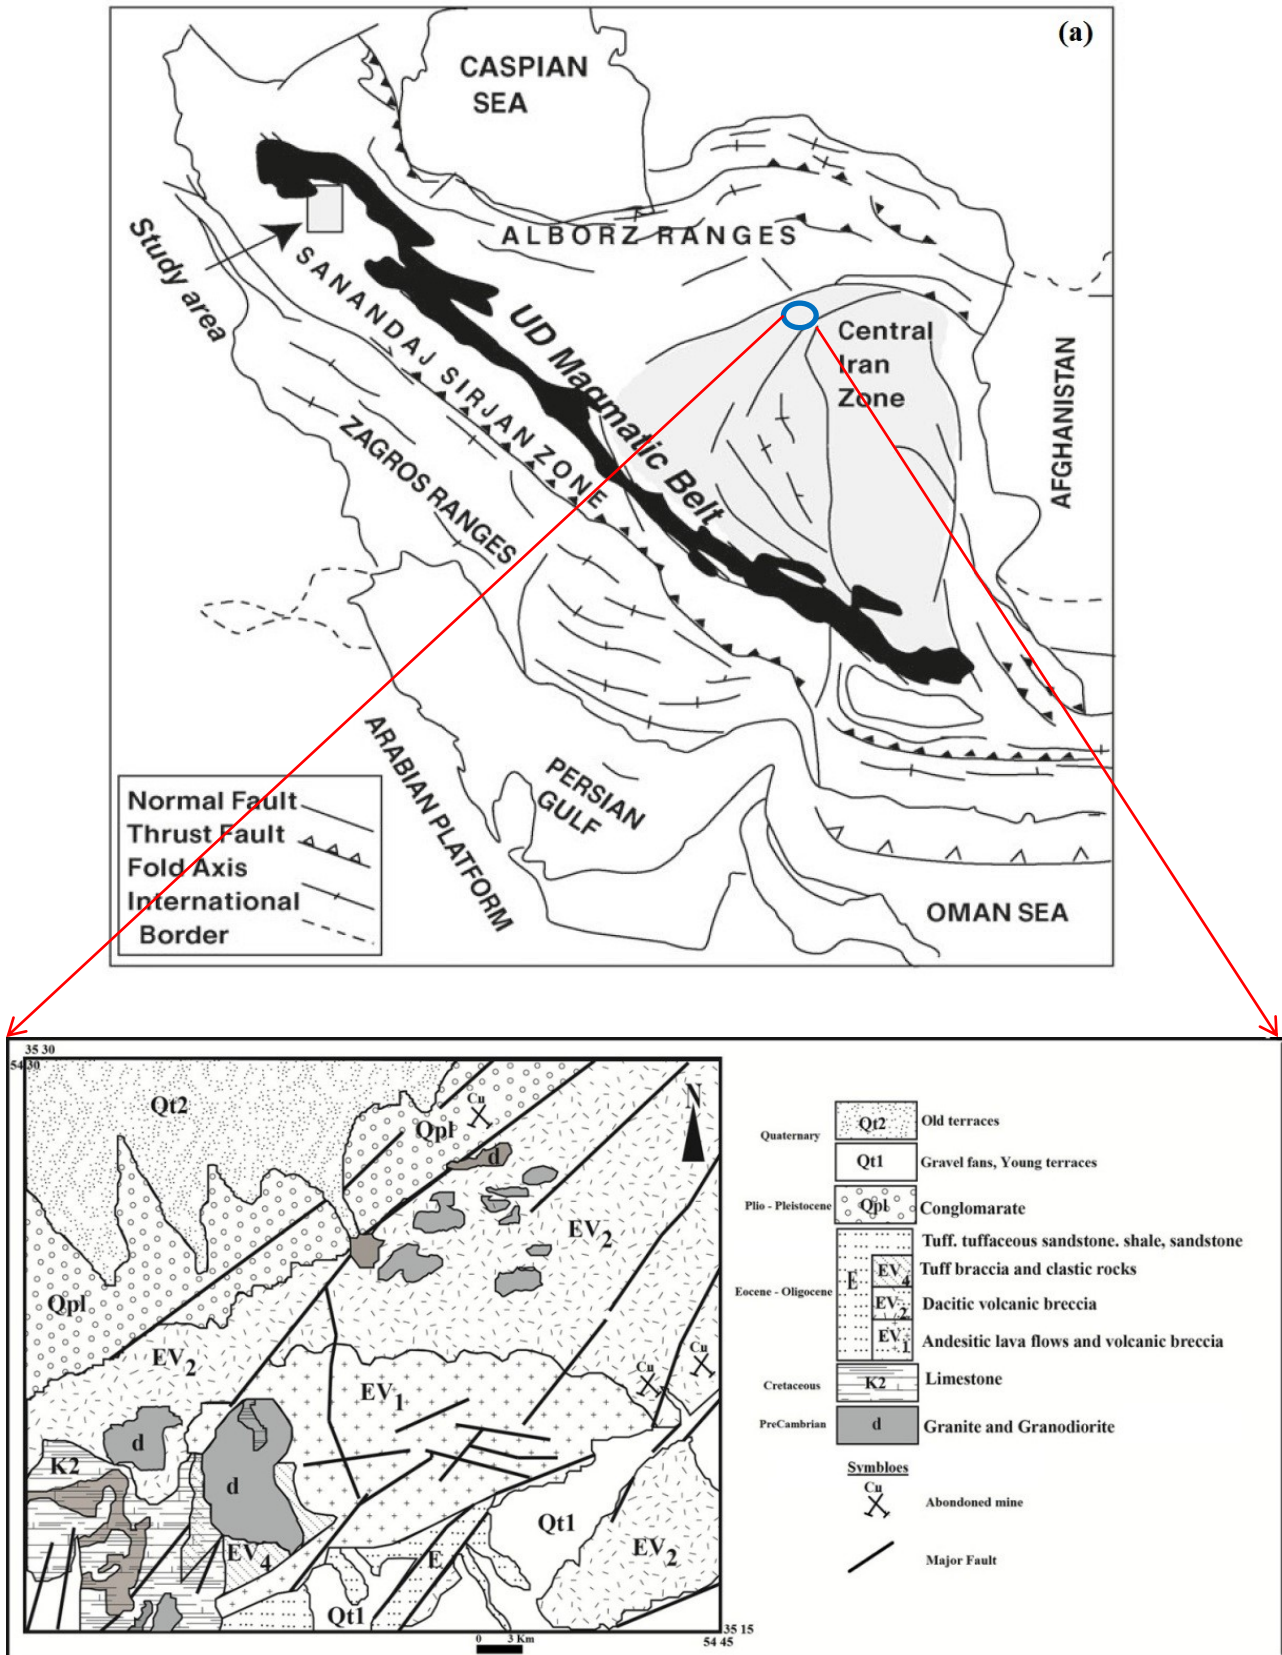 (a)
CASPIAN
SEA
ALBORZ RANGES
Study area
SANANDAJ SIRJAN ZONE
UD Magmatic Belt
Central
Iran
Zone
AFGHANISTAN
ZAGROS RANGES
ARABIAN PLATFORM
PERSIAN
GULF
OMAN SEA
Normal Fault
Thrust Fault
Fold Axis
International
Border
35 30
54 30
Qt2
Cu
Qpl
N
d
EV2
Qpl
EV2
Cu
Cu
EV1
d
K2
d
Qt1
EV4
E
EV2
Qt1
35 15
54 45
0 3 Km
Quaternary
Qt2
Old terraces
Qt1
Gravel fans, Young terraces
Plio - Pleistocene
Qpl
Conglomarate
Tuff. tuffaceous sandstone. shale, sandstone
E
EV4
Tuff braccia and clastic rocks
Eocene - Oligocene
EV2
Dacitic volcanic breccia
EV1
Andesitic lava flows and volcanic breccia
Cretaceous
K2
Limestone
PreCambrian
d
Granite and Granodiorite
Symbloes
Cu
Abondoned mine
Major Fault